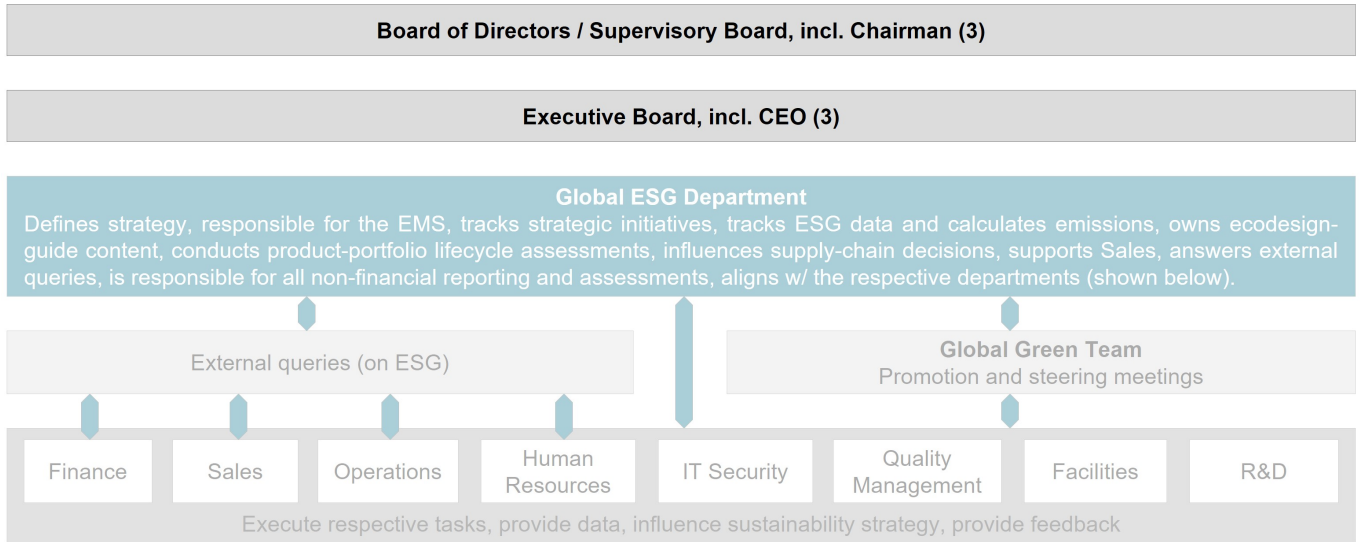 Board of Directors / Supervisory Board, incl. Chairman (3)
Executive Board, incl. CEO (3)
Global ESG Department
Defines strategy, responsible for the EMS, tracks strategic initiatives, tracks ESG data and calculates emissions, owns ecodesign-
guide content, conducts product-portfolio lifecycle assessments, influences supply-chain decisions, supports Sales, answers external
queries, is responsible for all non-financial reporting and assessments, aligns w/ the respective departments (shown below).
External queries (on ESG)
Global Green Team
Promotion and steering meetings
Finance
Sales
Operations
Human
Resources
IT Security
Quality
Management
Facilities
R&D
Execute respective tasks, provide data, influence sustainability strategy, provide feedback